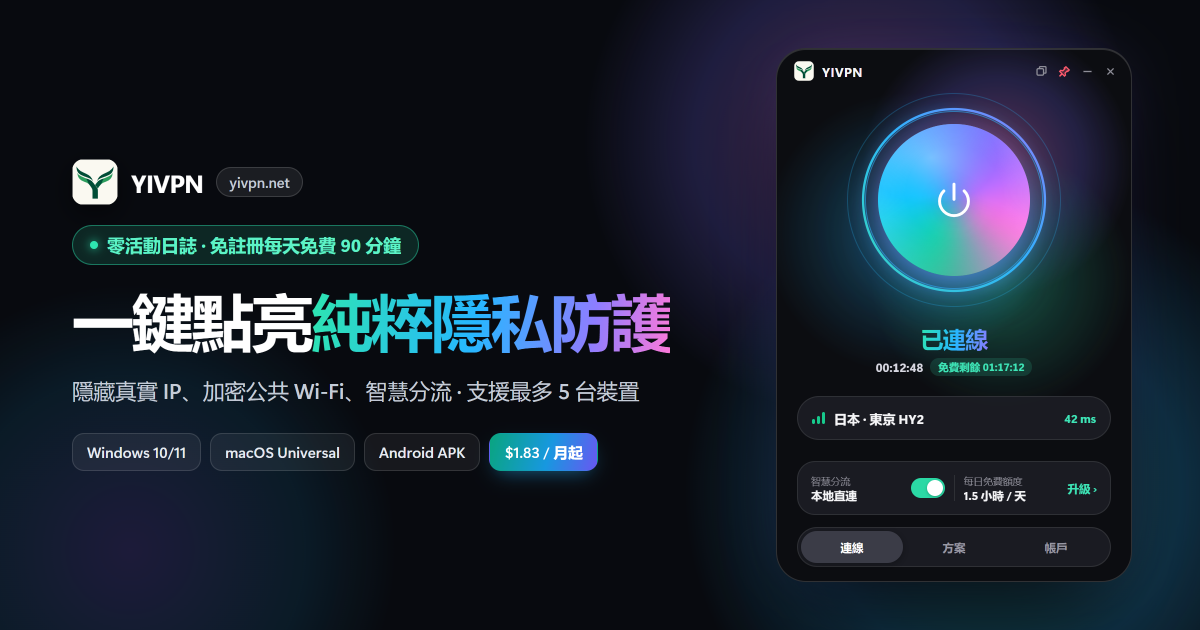 YIVPN
yivpn.net
零活動日誌 · 免註冊每天免費 90 分鐘
一鍵點亮純粹隱私防護
隱藏真實 IP、加密公共 Wi-Fi、智慧分流 · 支援最多 5 台裝置
Windows 10/11
macOS Universal
Android APK
$1.83 / 月起
YIVPN
已連線
00:12:48 免費剩餘 01:17:12
日本 · 東京 HY2
42 ms
智慧分流
本地直連
每日免費額度
1.5 小時 / 天
升級 ›
連線
方案
帳戶